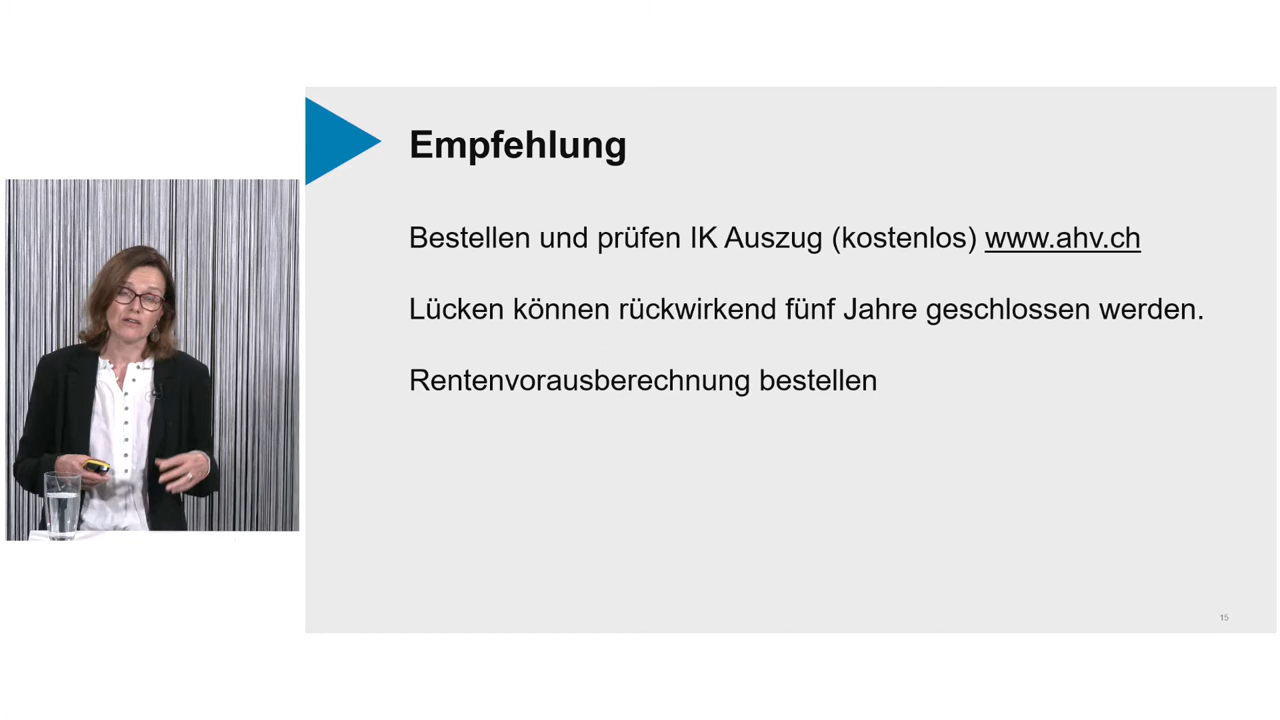 Empfehlung
Bestellen und prüfen IK Auszug (kostenlos) www.ahv.ch
Lücken können rückwirkend fünf Jahre geschlossen werden.
Rentenvorausberechnung bestellen
15